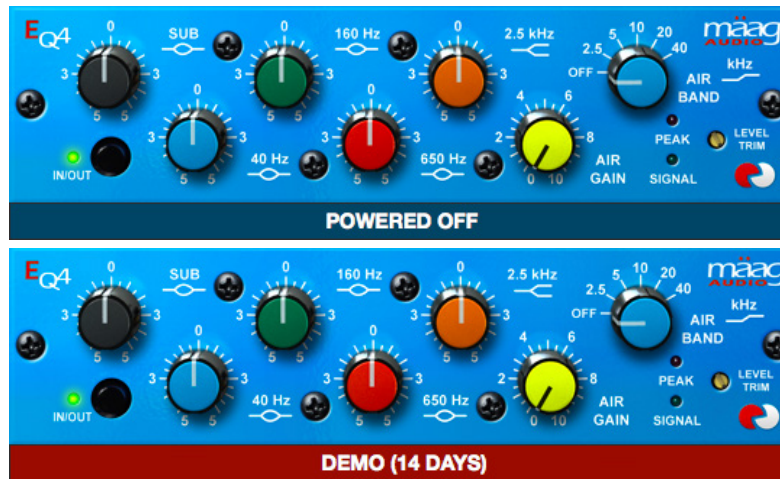 EQ4 0 SUB 0 160 Hz 0 2.5 kHz 5 10 20 mäag
AUDIO
2.5 40 kHz
3 3 3 3 3 3 OFF AIR
BAND
0 0 4 6
5 5 5 5 5 5 PEAK LEVEL
TRIM
3 3 3 3 2 8
IN/OUT 40 Hz 650 Hz AIR
GAIN SIGNAL
5 5 5 5 0 10
POWERED OFF
EQ4 0 SUB 0 160 Hz 0 2.5 kHz 5 10 20 mäag
AUDIO
2.5 40 kHz
3 3 3 3 3 3 OFF AIR
BAND
0 0 4 6
5 5 5 5 5 5 PEAK LEVEL
TRIM
3 3 3 3 2 8
IN/OUT 40 Hz 650 Hz AIR
GAIN SIGNAL
5 5 5 5 0 10
DEMO (14 DAYS)